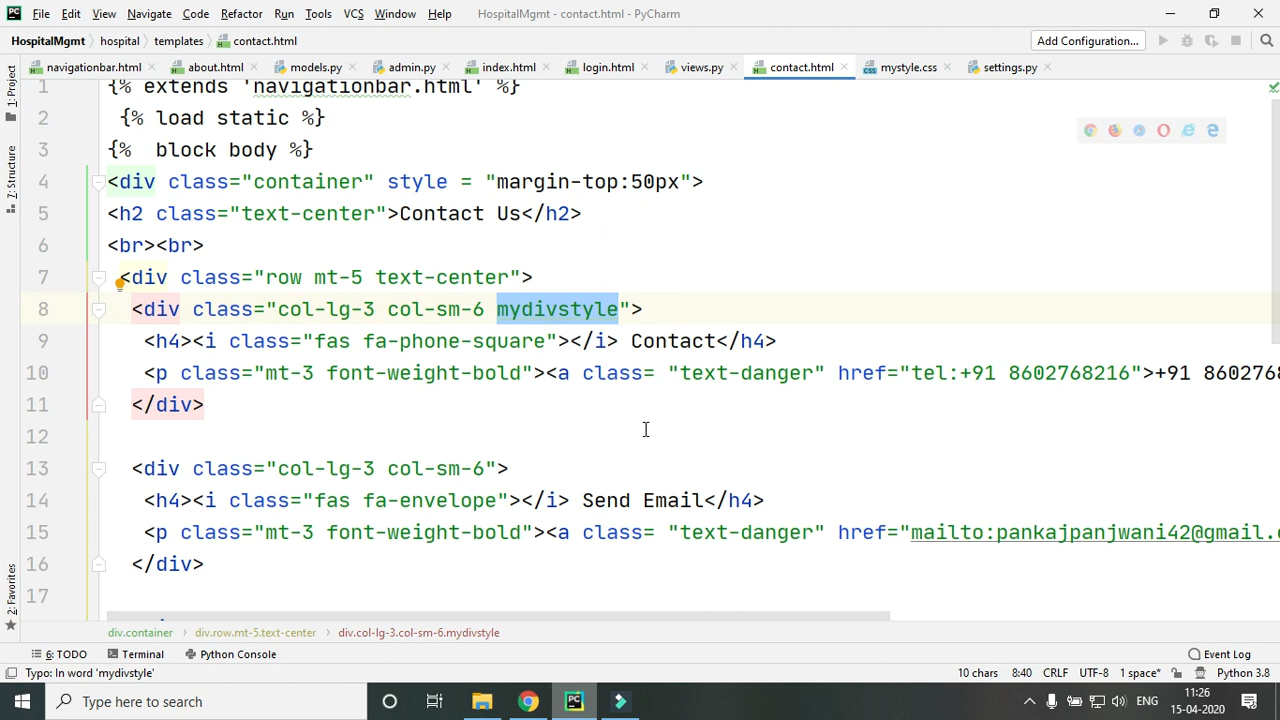 File Edit View Navigate Code Refactor Run Tools VCS Window Help HospitalMgmt - contact.html - PyCharm
HospitalMgmt hospital templates contact.html Add Configuration...
navigationbar.html about.html models.py admin.py index.html login.html views.py contact.html mystyle.css settings.py
1 {% extends 'navigationbar.html' %}
2 {% load static %}
3 {%  block body %}
4 <div class="container" style = "margin-top:50px">
5 <h2 class="text-center">Contact Us</h2>
6 <br><br>
7 <div class="row mt-5 text-center">
8 <div class="col-lg-3 col-sm-6 mydivstyle">
9 <h4><i class="fas fa-phone-square"></i> Contact</h4>
10 <p class="mt-3 font-weight-bold"><a class= "text-danger" href="tel:+91 8602768216">+91 8602768
11 </div>
12
13 <div class="col-lg-3 col-sm-6">
14 <h4><i class="fas fa-envelope"></i> Send Email</h4>
15 <p class="mt-3 font-weight-bold"><a class= "text-danger" href="mailto:pankajpanjwani42@gmail.c
16 </div>
17
1: Project
7: Structure
2: Favorites
div.container div.row.mt-5.text-center div.col-lg-3.col-sm-6.mydivstyle
6: TODO Terminal Python Console Event Log
Typo: In word 'mydivstyle' 10 chars 8:40 CRLF UTF-8 1 space* Python 3.8
Type here to search ENG 11:26
15-04-2020